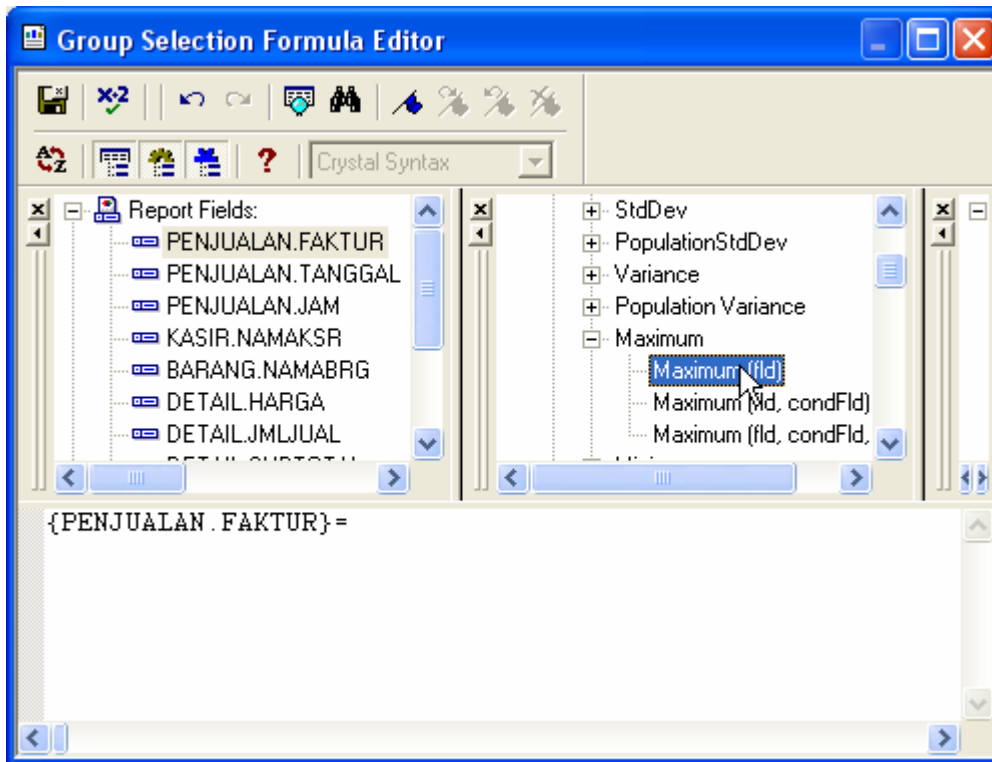 Group Selection Formula Editor
x+2
A Z ? Crystal Syntax
Report Fields:
PENJUALAN.FAKTUR
PENJUALAN.TANGGAL
PENJUALAN.JAM
KASIR.NAMAKSR
BARANG.NAMABRG
DETAIL.HARGA
DETAIL.JMLJUAL
StdDev
PopulationStdDev
Variance
Population Variance
Maximum
Maximum (fld)
Maximum (fld, condFld)
Maximum (fld, condFld,
{PENJUALAN.FAKTUR}=